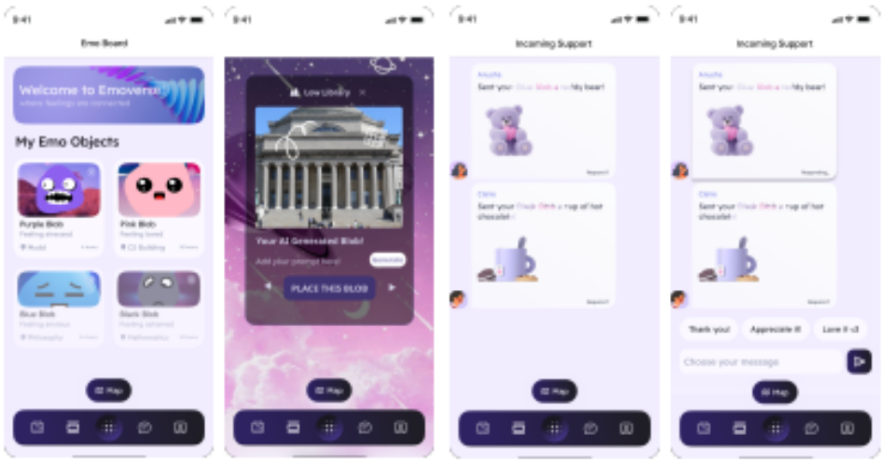 9:41
Emo Board
Welcome to Emoverse!
where feelings are connected
My Emo Objects
Purple Blob
Feeling stressed
Pink Blob
Feeling loved
CS Building
Blue Blob
Feeling anxious
Philosophy
Black Blob
Feeling ashamed
Mathematics
Map
9:41
Low Library ×
Your AI Generated Blob!
Add your prompt here!
Generate
PLACE THIS BLOB
Map
9:41
Incoming Support
Anusha
Sent your Blue Blob a teddy bear!
Respond?
Claire
Sent your Pink Blob a cup of hot
chocolate!
Respond?
Map
9:41
Incoming Support
Anusha
Sent your Blue Blob a teddy bear!
Responding...
Claire
Sent your Pink Blob a cup of hot
chocolate!
Respond?
Thank you!
Appreciate it!
Love it <3
Choose your message
Map